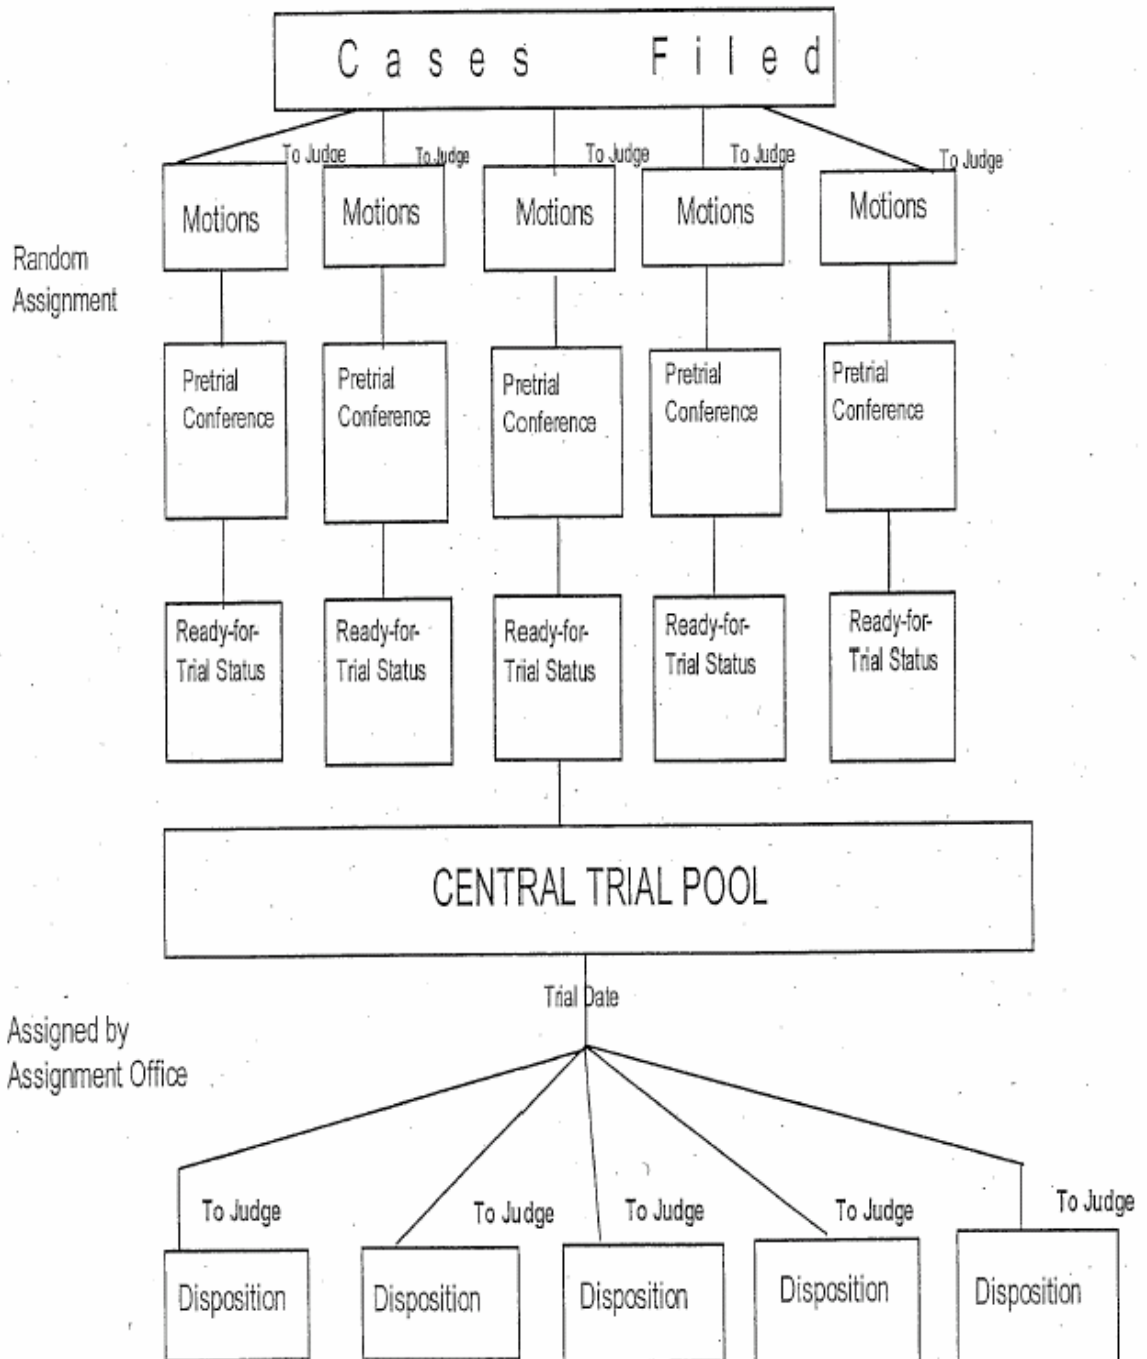 Cases Filed
To Judge
To Judge
To Judge
To Judge
To Judge
Motions
Motions
Motions
Motions
Motions
Random
Assignment
Pretrial
Conference
Pretrial
Conference
Pretrial
Conference
Pretrial
Conference
Pretrial
Conference
Ready-for-
Trial Status
Ready-for-
Trial Status
Ready-for-
Trial Status
Ready-for-
Trial Status
Ready-for-
Trial Status
CENTRAL TRIAL POOL
Trial Date
Assigned by
Assignment Office
To Judge
To Judge
To Judge
To Judge
To Judge
Disposition
Disposition
Disposition
Disposition
Disposition